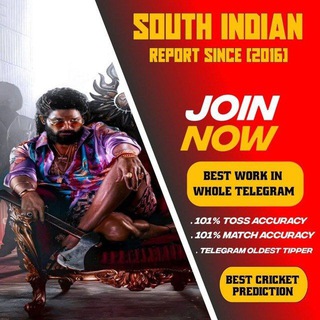 SOUTH INDIAN
REPORT SINCE [2016]
JOIN
NOW
BEST WORK IN
WHOLE TELEGRAM
. 101% TOSS ACCURACY
. 101% MATCH ACCURACY
. TELEGRAM OLDEST TIPPER
BEST CRICKET
PREDICTION